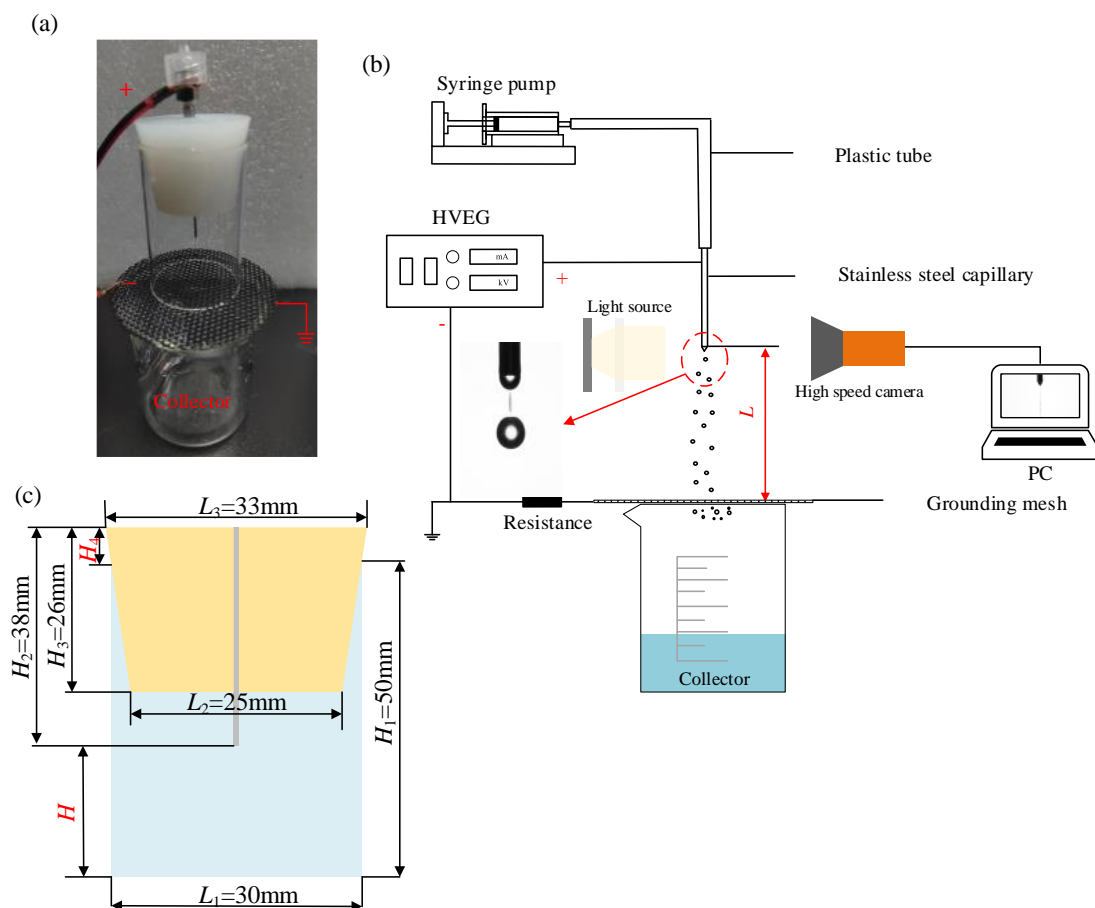 (a)
+
Collector
(b)
Syringe pump
Plastic tube
HVEG
mA
kV
+
-
Stainless steel capillary
Light source
High speed camera
L
PC
Resistance
Grounding mesh
Collector
(c)
L3=33mm
H4
H3=26mm
H2=38mm
H1=50mm
L2=25mm
H
L1=30mm